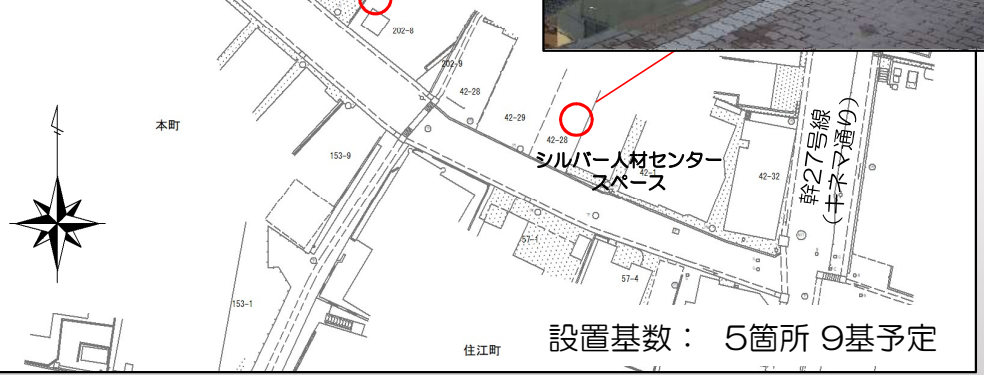 202-8
202-9
42-28
42-29
本町
42-28
153-9
シルバー人材センター
スペース
42-1
42-32
幹27号線
(キネマ通り)
57-1
57-4
153-1
住江町
設置基数： 5箇所 9基予定